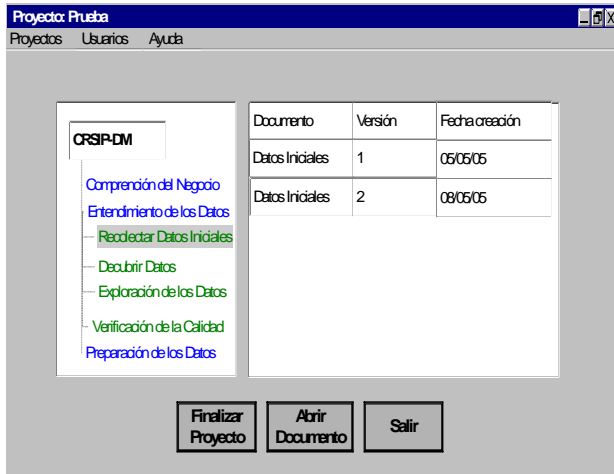 Proyecto: Prueba
Proyectos Usuarios Ayuda
CRSIP-DM
Comprención del Negocio
Entendimiento de los Datos
Recolectar Datos Iniciales
Decubrir Datos
Exploración de los Datos
Verificación de la Calidad
Preparación de los Datos
Documento Versión Fecha creación
Datos Iniciales 1 05/05/05
Datos Iniciales 2 08/05/05
Finalizar
Proyecto
Abrir
Documento
Salir